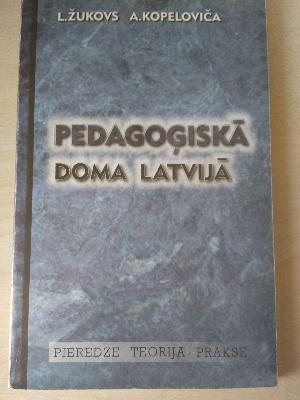 L.ŽUKOVS A.KOPELOVIČA
PEDAGOĢISKĀ
DOMA LATVIJĀ
PIEREDZE TEORIJA PRAKSE